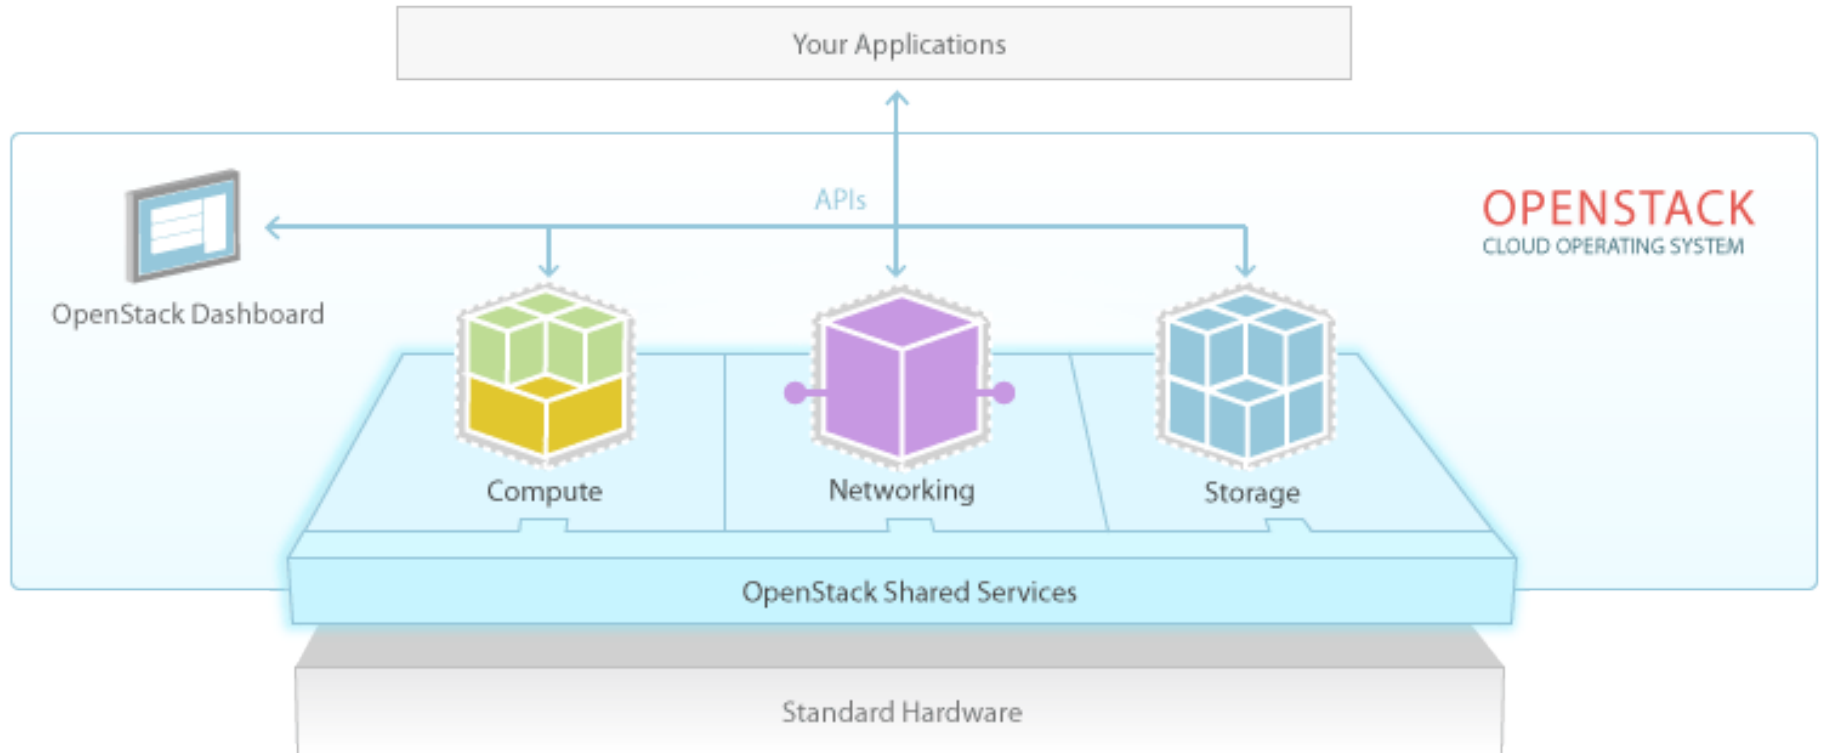 Your Applications
APIs
OPENSTACK
CLOUD OPERATING SYSTEM
OpenStack Dashboard
Compute
Networking
Storage
OpenStack Shared Services
Standard Hardware